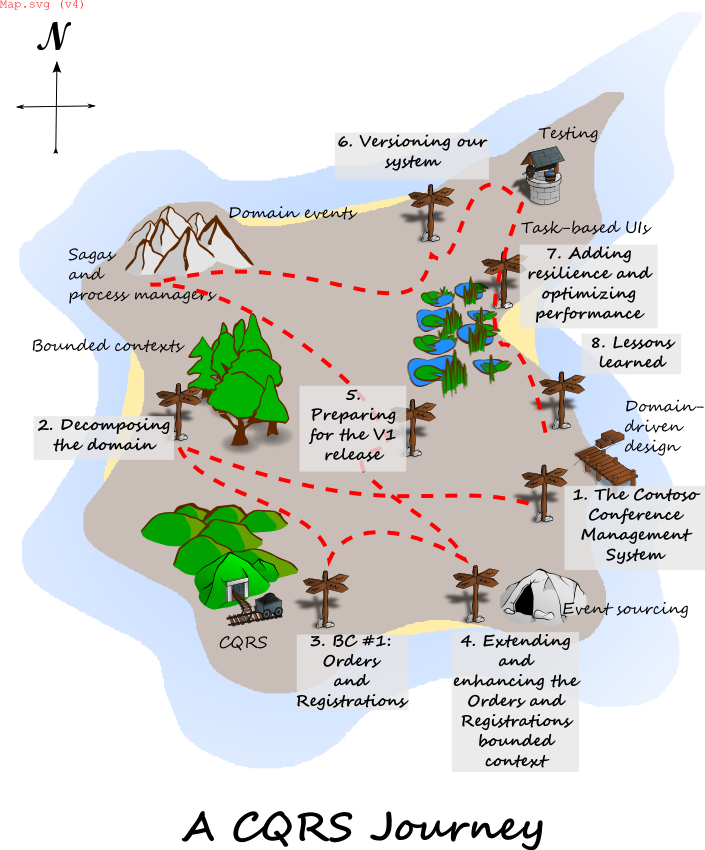 Map.svg (v4)
N
6. Versioning our
system
Testing
Domain events
Task-based UIs
Sagas
and
process managers
7. Adding
resilience and
optimizing
performance
Bounded contexts
8. Lessons
learned
5.
Preparing
for the V1
release
2. Decomposing
the domain
Domain-
driven
design
1. The Contoso
Conference
Management
System
Event sourcing
CQRS
3. BC #1:
Orders
and
Registrations
4. Extending
and
enhancing the
Orders and
Registrations
bounded
context
A CQRS Journey